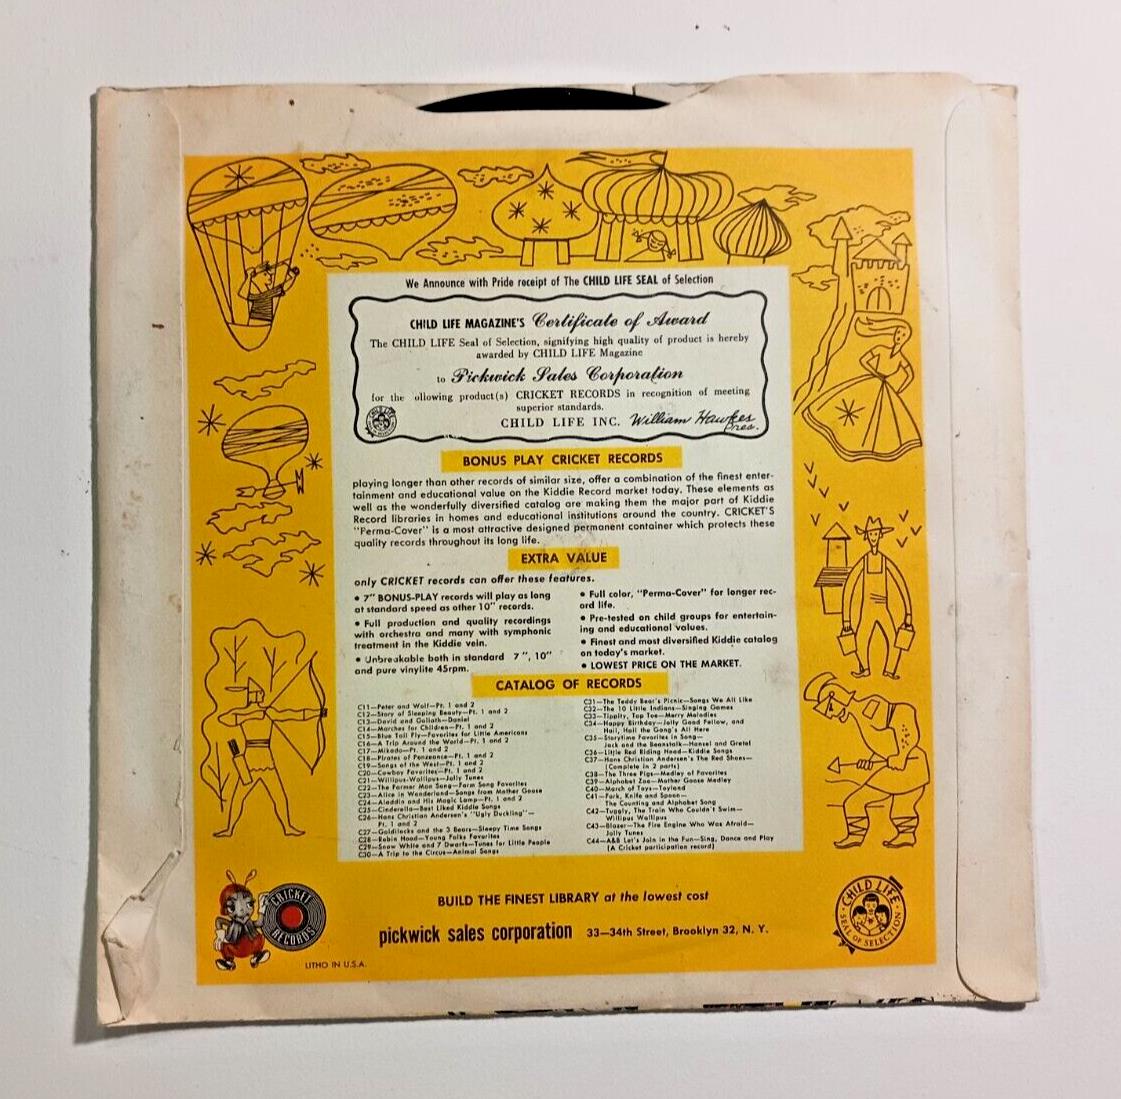 We Announce with Pride receipt of The CHILD LIFE SEAL of Selection
CHILD LIFE MAGAZINE'S Certificate of Award
The CHILD LIFE Seal of Selection, signifying high quality of product is hereby
awarded by CHILD LIFE Magazine
to Pickwick Sales Corporation
for the ollowing product(s) CRICKET RECORDS in recognition of meeting
superior standards.
CHILD LIFE INC. William Hawkes
Pres.
BONUS PLAY CRICKET RECORDS
playing longer than other records of similar size, offer a combination of the finest enter-
tainment and educational value on the Kiddie Record market today. These elements as
well as the wonderfully diversified catalog are making them the major part of Kiddie
Record libraries in homes and educational institutions around the country. CRICKET'S
"Perma-Cover" is a most attractive designed permanent container which protects these
quality records throughout its long life.
EXTRA VALUE
only CRICKET records can offer these features.
• 7" BONUS-PLAY records will play as long
at standard speed as other 10" records.
• Full production and quality recordings
with orchestra and many with symphonic
treatment in the Kiddie vein.
• Unbreakable both in standard 7", 10"
and pure vinylite 45rpm.
• Full color, "Perma-Cover" for longer rec-
ord life.
• Pre-tested on child groups for entertain-
ing and educational values.
• Finest and most diversified Kiddie catalog
on today's market.
• LOWEST PRICE ON THE MARKET.
CATALOG OF RECORDS
C11—Peter and Wolf—Pt. 1 and 2
C12—Story of Sleeping Beauty—Pt. 1 and 2
C13—David and Goliath—Daniel
C14—Marches for Children—Pt. 1 and 2
C15—Blue Tail Fly—Favorites for Little Americans
C16—A Trip Around the World—Pt. 1 and 2
C17—Mikado—Pt. 1 and 2
C18—Pirates of Penzance—Pt. 1 and 2
C19—Songs of the West—Pt. 1 and 2
C20—Cowboy Favorites—Pt. 1 and 2
C21—Willipus-Wallipus—Jolly Tunes
C22—The Farmer Man Song—Farm Song Favorites
C23—Alice in Wonderland—Songs from Mother Goose
C24—Aladdin and His Magic Lamp—Pt. 1 and 2
C25—Cinderella—Best Liked Kiddie Songs
C26—Hans Christian Andersen's "Ugly Duckling"—
Pt. 1 and 2
C27—Goldilocks and the 3 Bears—Sleepy Time Songs
C28—Robin Hood—Young Folks Favorites
C29—Snow White and 7 Dwarfs—Tunes for Little People
C30—A Trip to the Circus—Animal Songs
C31—The Teddy Bear's Picnic—Songs We All Like
C32—The 10 Little Indians—Singing Games
C33—Tippity, Tap Toe—Merry Melodies
C34—Happy Birthday—Jolly Good Fellow, and
Hail, Hail the Gang's All Here
C35—Storytime Favorites in Song—
Jack and the Beanstalk—Hansel and Gretel
C36—Little Red Riding Hood—Kiddie Songs
C37—Hans Christian Andersen's The Red Shoes—
(Complete in 2 parts)
C38—The Three Pigs—Medley of Favorites
C39—Alphabet Zoo—Mother Goose Medley
C40—March of Toys—Toyland
C41—Fork, Knife and Spoon—
The Counting and Alphabet Song
C42—Tuggly, The Train Who Couldn't Swim—
Willipus Wallipus
C43—Blazer—The Fire Engine Who Was Afraid—
Jolly Tunes
C44—A&B Let's Join in the Fun—Sing, Dance and Play
(A Cricket participation record)
CRICKET
RECORDS
LITHO IN U.S.A.
BUILD THE FINEST LIBRARY at the lowest cost
pickwick sales corporation 33—34th Street, Brooklyn 32, N. Y.
CHILD LIFE
SEAL OF SELECTION